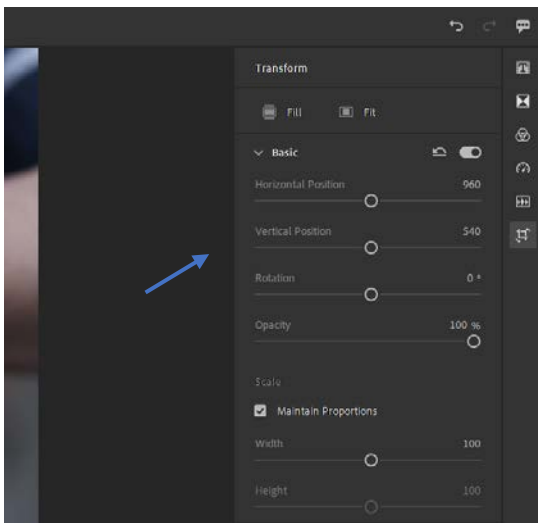 Transform
Fill Fit
Basic
Horizontal Position 960
Vertical Position 540
Rotation 0 °
Opacity 100 %
Scale
Maintain Proportions
Width 100
Height 100